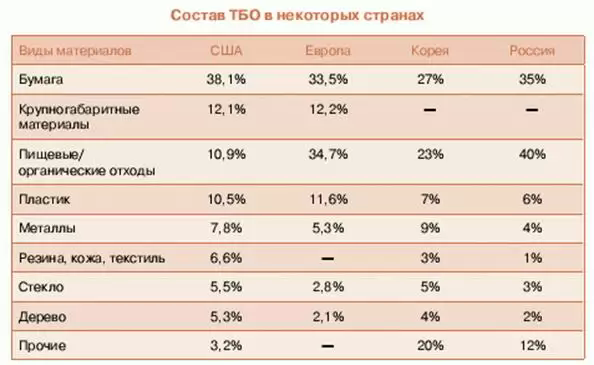 Состав ТБО в некоторых странах
Виды материалов США Европа Корея Россия
Бумага 38,1% 33,5% 27% 35%
Крупногабаритные
материалы 12,1% 12,2% — —
Пищевые/
органические отходы 10,9% 34,7% 23% 40%
Пластик 10,5% 11,6% 7% 6%
Металлы 7,8% 5,3% 9% 4%
Резина, кожа, текстиль 6,6% — 3% 1%
Стекло 5,5% 2,8% 5% 3%
Дерево 5,3% 2,1% 4% 2%
Прочие 3,2% — 20% 12%